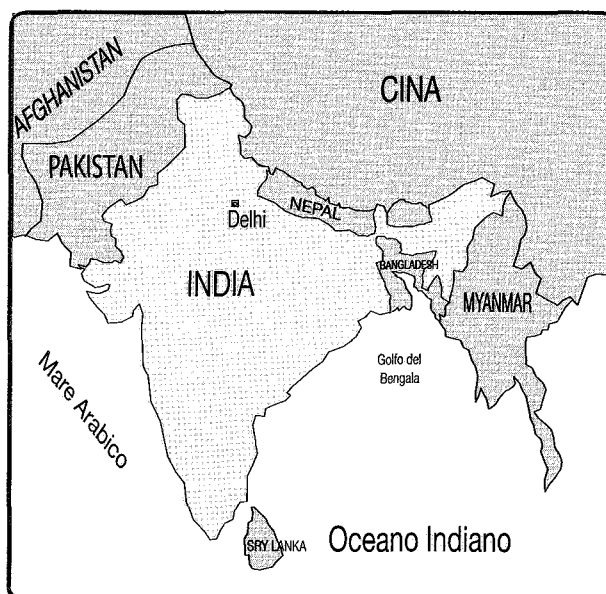 AFGHANISTAN
CINA
PAKISTAN
NEPAL
Delhi
BANGLADESH
INDIA
MYANMAR
Golfo del
Bengala
Mare Arabico
SRY LANKA
Oceano Indiano